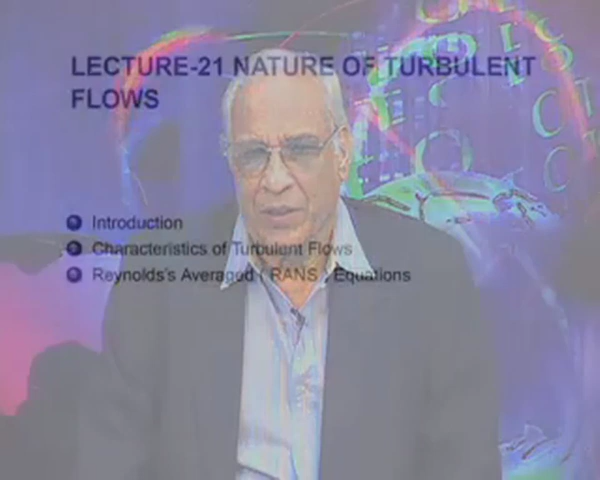 LECTURE-21 NATURE OF TURBULENT
FLOWS
Introduction
Characteristics of Turbulent Flows
Reynolds's Averaged ( RANS ) Equations